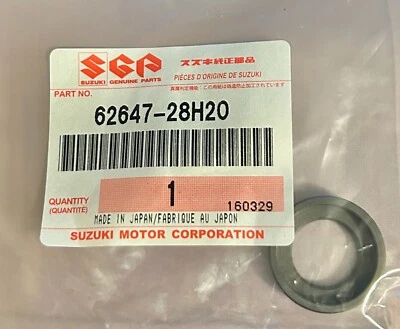 SGP
SUZUKI
GENUINE PARTS
スズキ純正部品
PIÈCES D'ORIGINE DE SUZUKI
PART NO.
62647-28H20
QUANTITY
(QUANTITÉ)
1
160329
MADE IN JAPAN/FABRIQUE AU JAPON
SUZUKI MOTOR CORPORATION